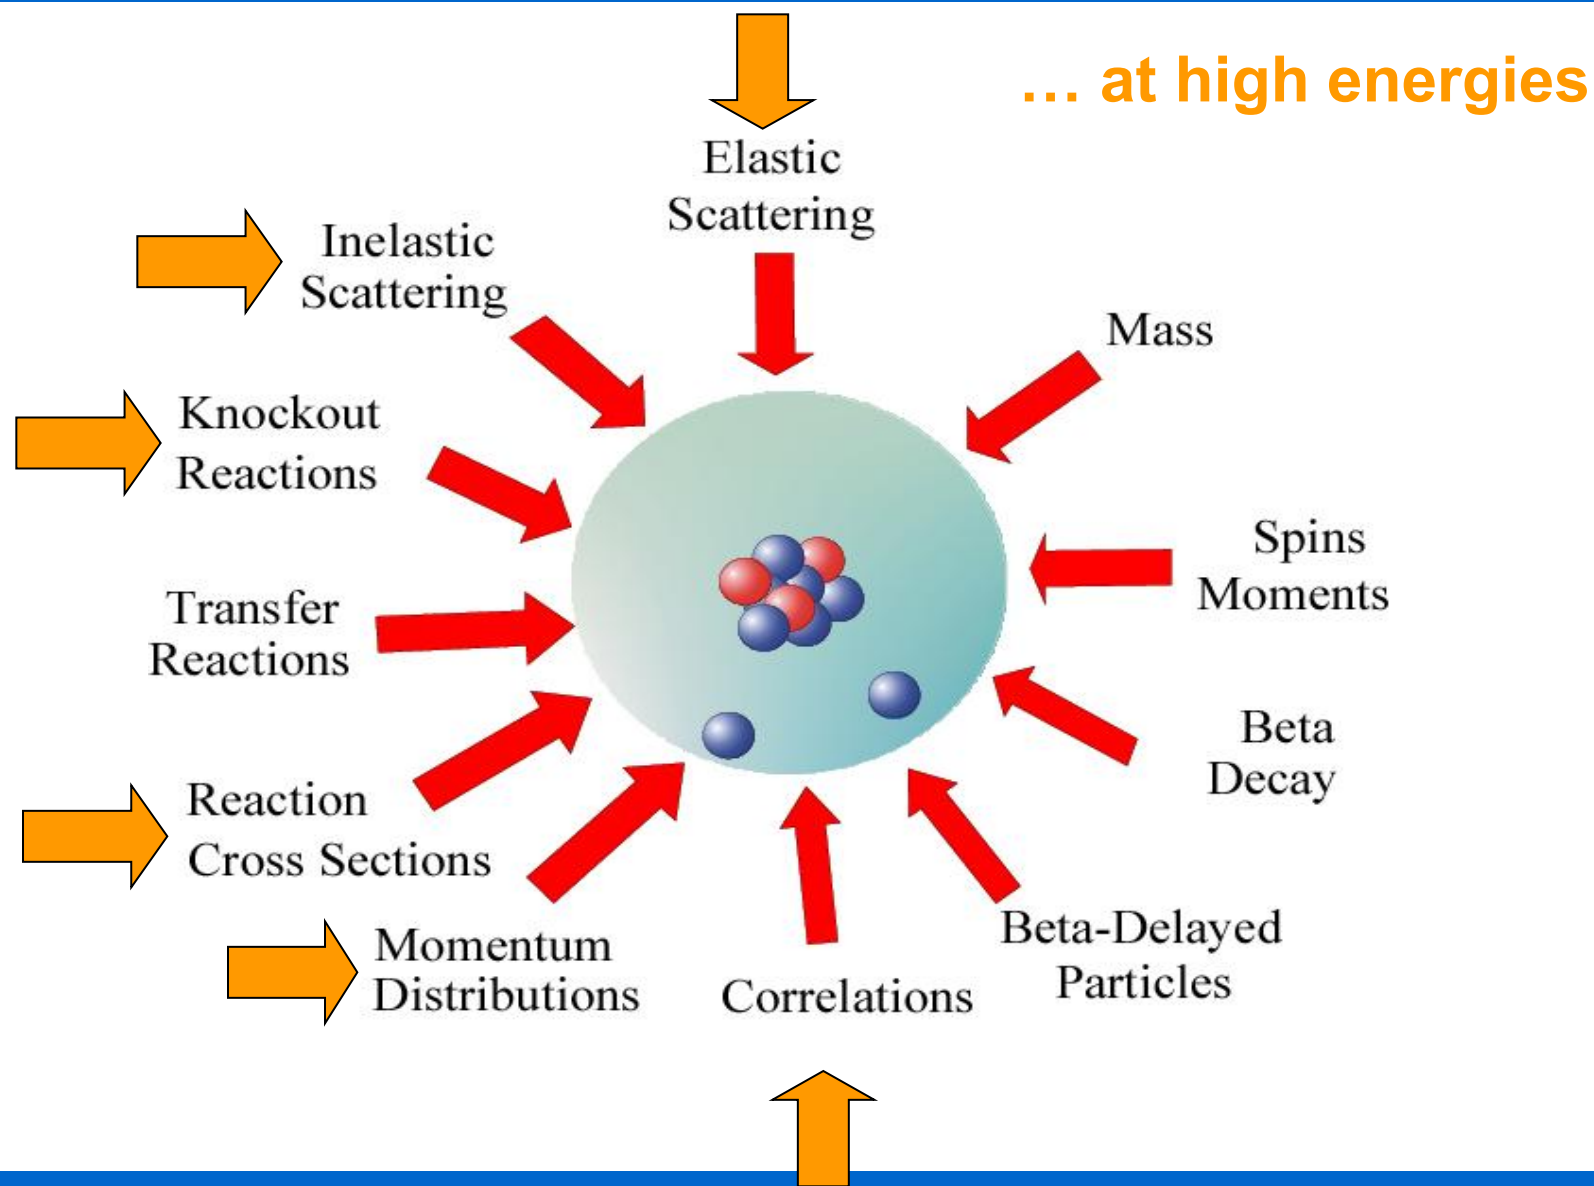 … at high energies
Elastic
Scattering
Inelastic
Scattering
Mass
Knockout
Reactions
Spins
Moments
Transfer
Reactions
Beta
Decay
Reaction
Cross Sections
Beta-Delayed
Particles
Momentum
Distributions
Correlations